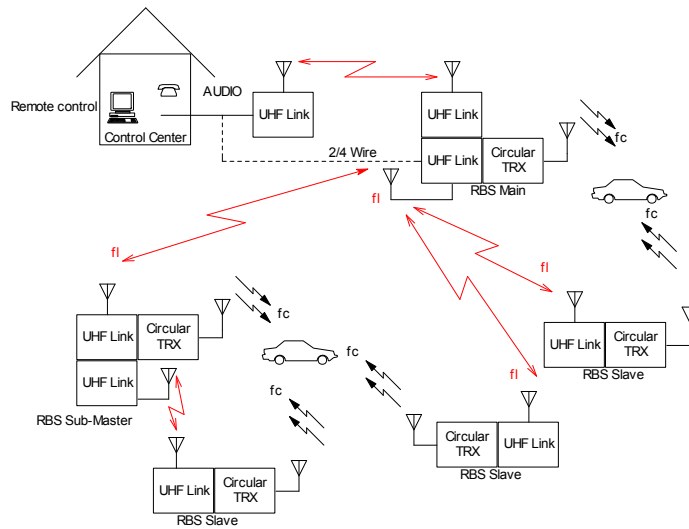 AUDIO
Remote control
UHF Link
UHF Link
Control Center
fc
2/4 Wire
UHF Link
Circular
TRX
RBS Main
fl
fc
fl
fl
fc
UHF Link
Circular
TRX
fc
UHF Link
Circular
TRX
fl
RBS Slave
UHF Link
fc
RBS Sub-Master
Circular
TRX
UHF Link
RBS Slave
UHF Link
Circular
TRX
RBS Slave